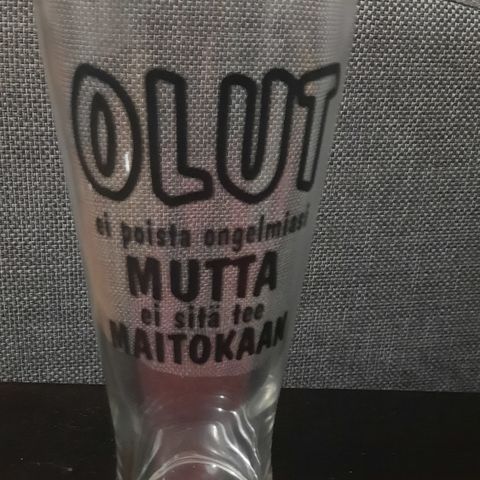 OLUT
ei poista ongelmiasi
MUTTA
ei sitä tee
MAITOKAAN